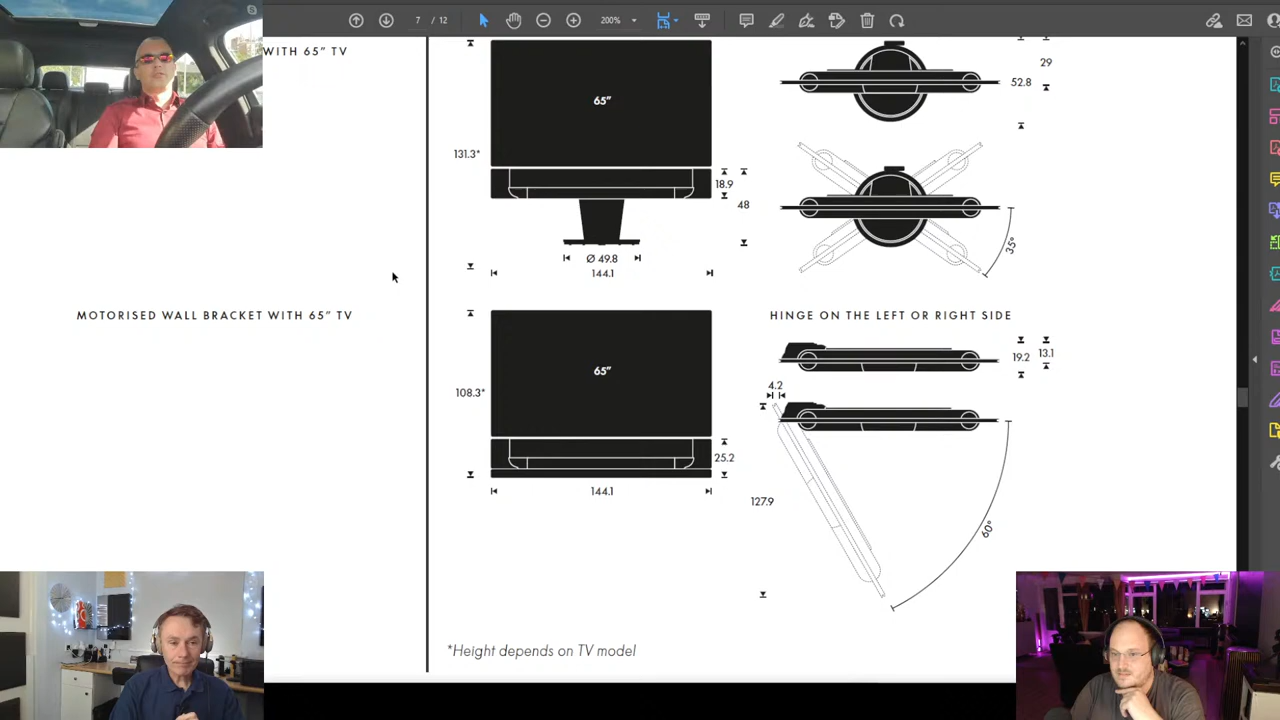 7 / 12
200%
WITH 65" TV
65"
131.3*
18.9
48
Ø 49.8
144.1
29
52.8
35°
MOTORISED WALL BRACKET WITH 65" TV
65"
108.3*
25.2
144.1
HINGE ON THE LEFT OR RIGHT SIDE
19.2 13.1
4.2
127.9
60°
*Height depends on TV model